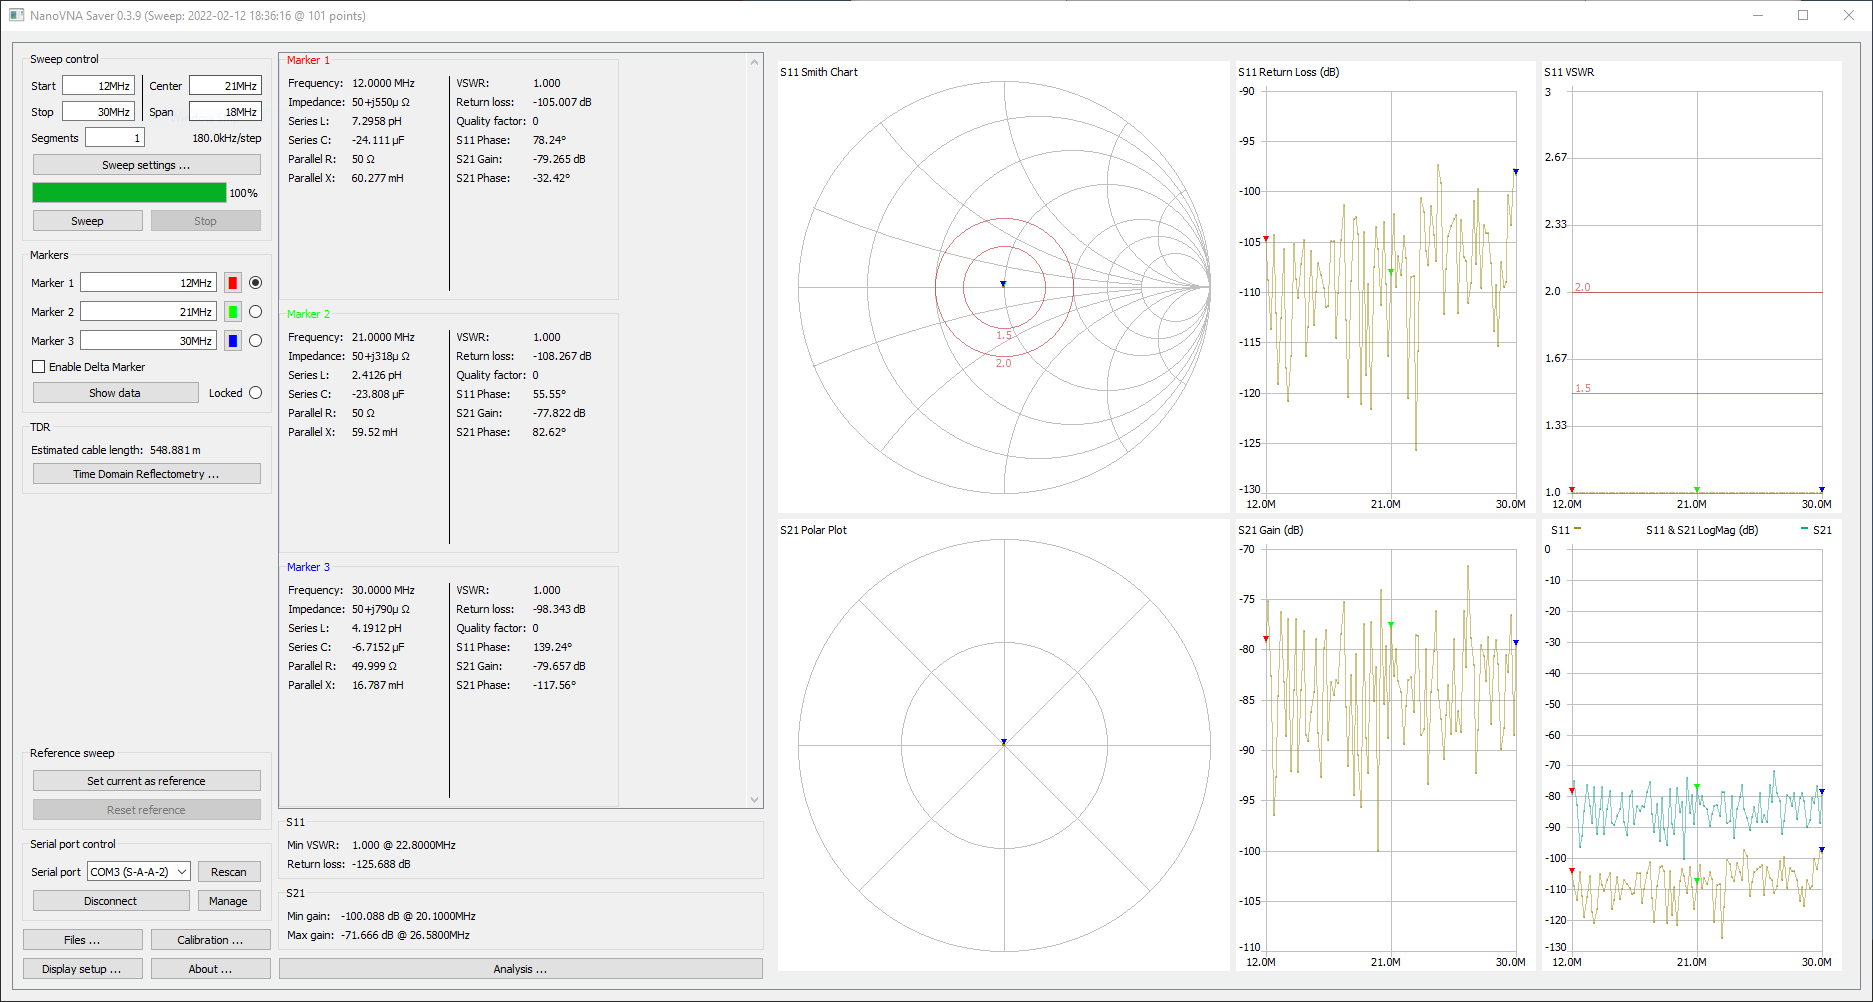 NanoVNA Saver 0.3.9 (Sweep: 2022-02-12 18:36:16 @ 101 points)
Sweep control
Start 12MHz Center 21MHz
Stop 30MHz Span 18MHz
Segments 1 180.0kHz/step
Sweep settings ...
100%
Sweep Stop
Markers
Marker 1 12MHz
Marker 2 21MHz
Marker 3 30MHz
Enable Delta Marker
Show data Locked
TDR
Estimated cable length: 548.881 m
Time Domain Reflectometry ...
Reference sweep
Set current as reference
Reset reference
Serial port control
Serial port COM3 (S-A-A-2) Rescan
Disconnect Manage
Files ... Calibration ...
Display setup ... About ...
Marker 1
Frequency: 12.0000 MHz VSWR: 1.000
Impedance: 50+j550µ Ω Return loss: -105.007 dB
Series L: 7.2958 pH Quality factor: 0
Series C: -24.111 µF S11 Phase: 78.24°
Parallel R: 50 Ω S21 Gain: -79.265 dB
Parallel X: 60.277 mH S21 Phase: -32.42°
Marker 2
Frequency: 21.0000 MHz VSWR: 1.000
Impedance: 50+j318µ Ω Return loss: -108.267 dB
Series L: 2.4126 pH Quality factor: 0
Series C: -23.808 µF S11 Phase: 55.55°
Parallel R: 50 Ω S21 Gain: -77.822 dB
Parallel X: 59.52 mH S21 Phase: 82.62°
Marker 3
Frequency: 30.0000 MHz VSWR: 1.000
Impedance: 50+j790µ Ω Return loss: -98.343 dB
Series L: 4.1912 pH Quality factor: 0
Series C: -6.7152 µF S11 Phase: 139.24°
Parallel R: 49.999 Ω S21 Gain: -79.657 dB
Parallel X: 16.787 mH S21 Phase: -117.56°
S11
Min VSWR: 1.000 @ 22.8000MHz
Return loss: -125.688 dB
S21
Min gain: -100.088 dB @ 20.1000MHz
Max gain: -71.666 dB @ 26.5800MHz
Analysis ...
S11 Smith Chart
1.5
2.0
S11 Return Loss (dB)
-90
-95
-100
-105
-110
-115
-120
-125
-130
12.0M 21.0M 30.0M
S11 VSWR
3
2.67
2.33
2.0 2.0
1.67
1.5
1.33
1.0
12.0M 21.0M 30.0M
S21 Polar Plot
S21 Gain (dB)
-70
-75
-80
-85
-90
-95
-100
-105
-110
12.0M 21.0M 30.0M
S11 S11 & S21 LogMag (dB) S21
0
-10
-20
-30
-40
-50
-60
-70
-80
-90
-100
-110
-120
-130
12.0M 21.0M 30.0M